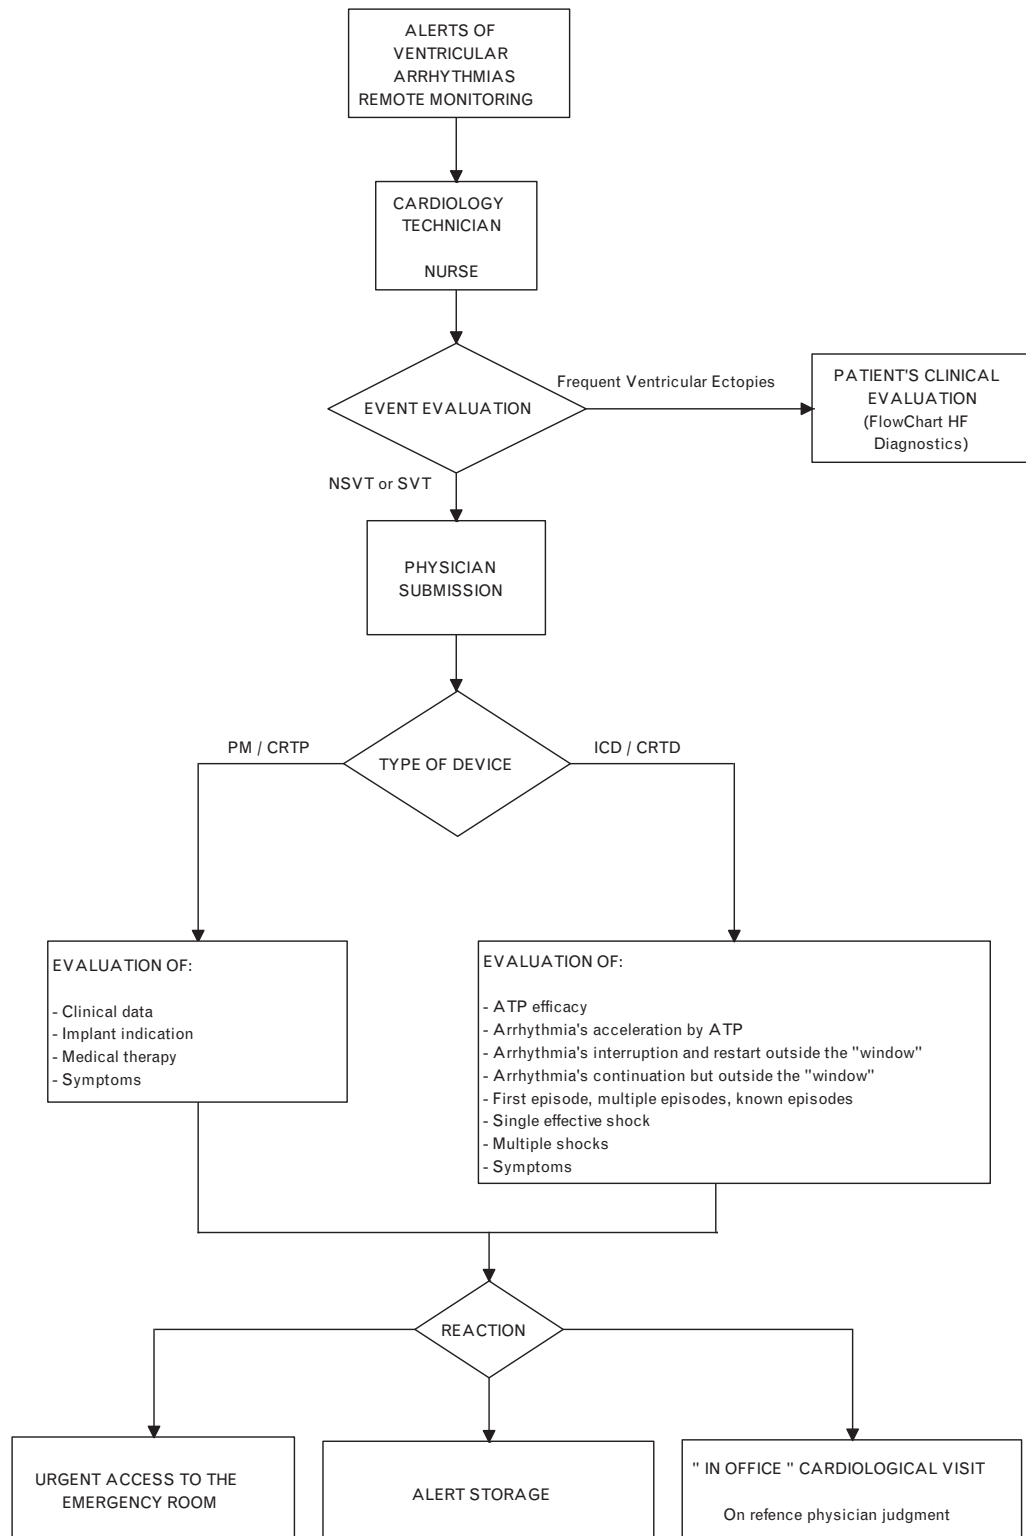 ALERTS OF
VENTRICULAR
ARRHYTHMIAS
REMOTE MONITORING
CARDIOLOGY
TECHNICIAN
NURSE
EVENT EVALUATION
Frequent Ventricular Ectopies
PATIENT'S CLINICAL
EVALUATION
(FlowChart HF
Diagnostics)
NSVT or SVT
PHYSICIAN
SUBMISSION
TYPE OF DEVICE
PM / CRTP
ICD / CRTD
EVALUATION OF:
- Clinical data
- Implant indication
- Medical therapy
- Symptoms
EVALUATION OF:
- ATP efficacy
- Arrhythmia's acceleration by ATP
- Arrhythmia's interruption and restart outside the "window"
- Arrhythmia's continuation but outside the "window"
- First episode, multiple episodes, known episodes
- Single effective shock
- Multiple shocks
- Symptoms
REACTION
URGENT ACCESS TO THE
EMERGENCY ROOM
ALERT STORAGE
" IN OFFICE " CARDIOLOGICAL VISIT
On refence physician judgment